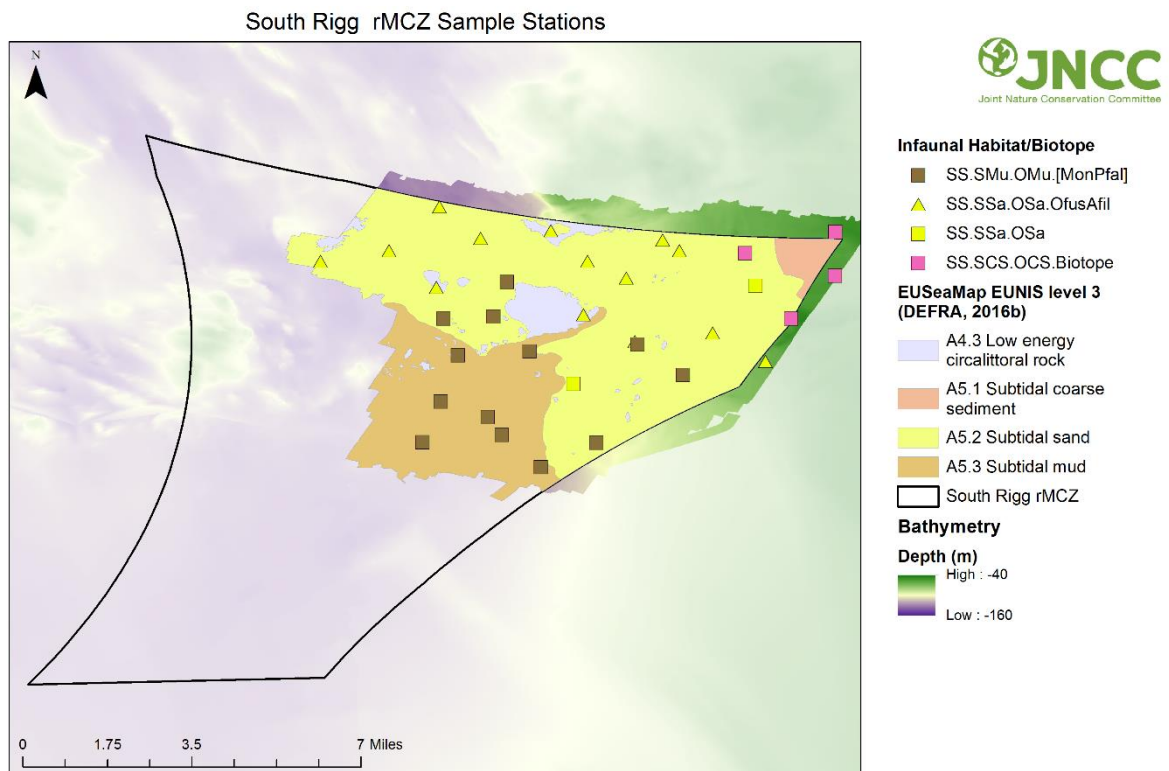 South Rigg rMCZ Sample Stations
N
JNCC
Joint Nature Conservation Committee
Infaunal Habitat/Biotope
SS.SMu.OMu.[MonPfal]
SS.SSa.OSa.OfusAfil
SS.SSa.OSa
SS.SCS.OCS.Biotope
EUSeaMap EUNIS level 3
(DEFRA, 2016b)
A4.3 Low energy
circalittoral rock
A5.1 Subtidal coarse
sediment
A5.2 Subtidal sand
A5.3 Subtidal mud
South Rigg rMCZ
Bathymetry
Depth (m)
High : -40
Low : -160
0 1.75 3.5 7 Miles